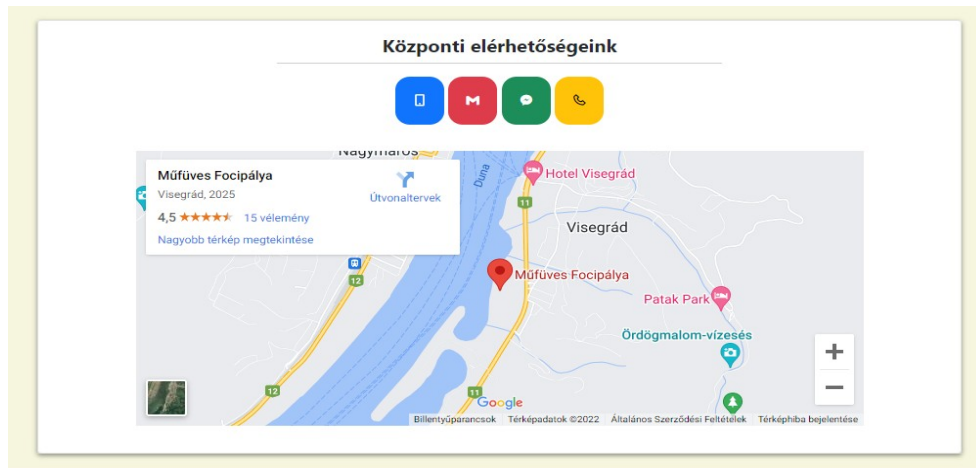 Központi elérhetőségeink
Nagymaros
Műfüves Focipálya
Visegrád, 2025
4,5
15 vélemény
Nagyobb térkép megtekintése
Útvonaltervek
Duna
Hotel Visegrád
11
Visegrád
12
Műfüves Focipálya
Patak Park
Ördögmalom-vízesés
12
11
Google
Billentyűparancsok Térképadatok ©2022 Általános Szerződési Feltételek Térképhiba bejelentése